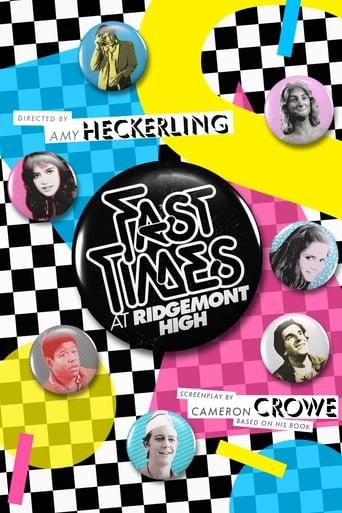 DIRECTED BY
AMY HECKERLING
FAST
TIMES
AT RIDGEMONT
HIGH
SCREENPLAY BY
CAMERON CROWE
BASED ON HIS BOOK